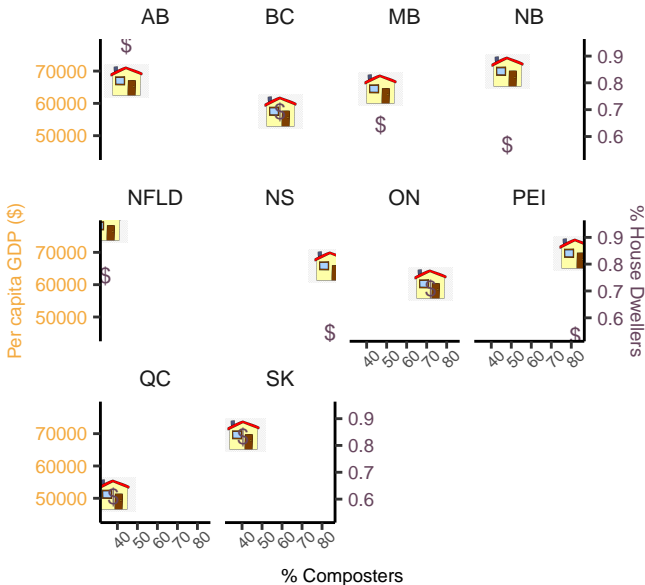 AB BC MB NB
$ $ $ $
70000
60000
50000
0.9
0.8
0.7
0.6
NFLD NS ON PEI
$ $ $ $
70000
60000
50000
0.9
0.8
0.7
0.6
40 50 60 70 80 40 50 60 70 80
QC SK
$ $
70000
60000
50000
0.9
0.8
0.7
0.6
40 50 60 70 80 40 50 60 70 80
Per capita GDP ($)
% House Dwellers
% Composters